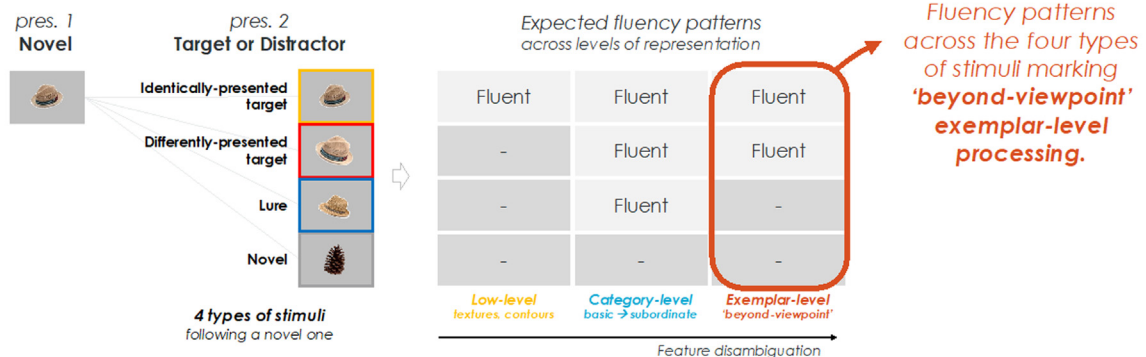 pres. 1
Novel
pres. 2
Target or Distractor
Identically-presented
target
Differently-presented
target
Lure
Novel
4 types of stimuli
following a novel one
Expected fluency patterns
across levels of representation
Fluent Fluent Fluent
- Fluent Fluent
- Fluent -
- - -
Low-level
textures, contours
Category-level
basic → subordinate
Exemplar-level
'beyond-viewpoint'
Feature disambiguation
Fluency patterns
across the four types
of stimuli marking
‘beyond-viewpoint’
exemplar-level
processing.